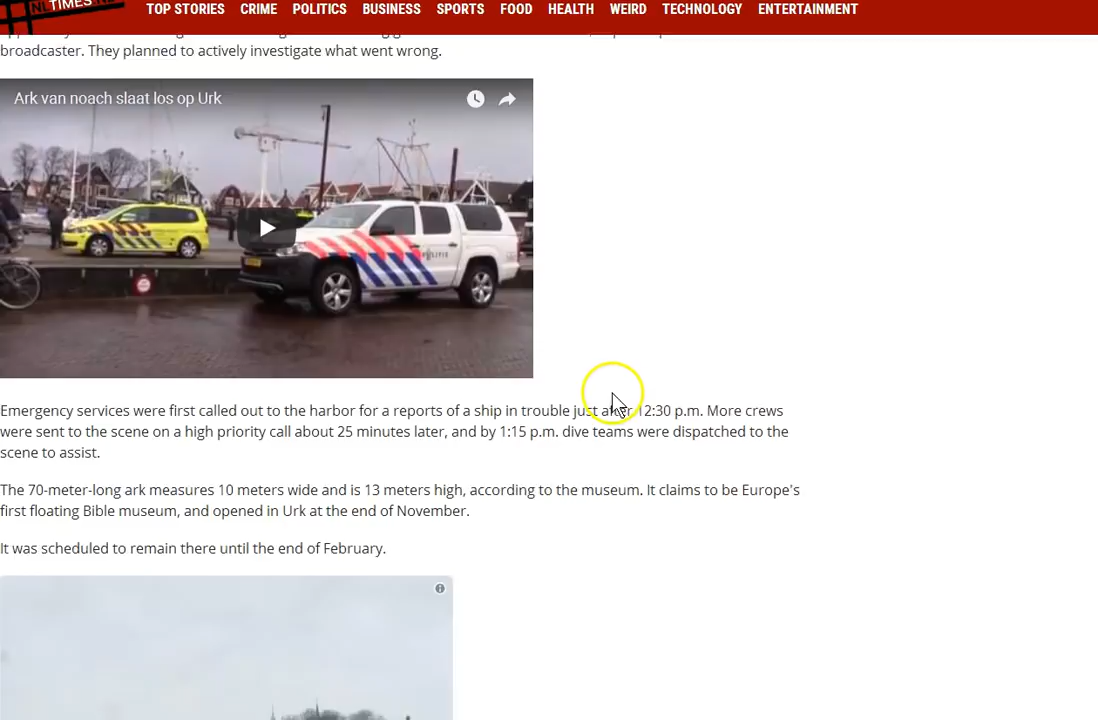 NLTIMES
TOP STORIES CRIME POLITICS BUSINESS SPORTS FOOD HEALTH WEIRD TECHNOLOGY ENTERTAINMENT
broadcaster. They planned to actively investigate what went wrong.
Ark van noach slaat los op Urk
POLITIE
Emergency services were first called out to the harbor for a reports of a ship in trouble just after 12:30 p.m. More crews
were sent to the scene on a high priority call about 25 minutes later, and by 1:15 p.m. dive teams were dispatched to the
scene to assist.
The 70-meter-long ark measures 10 meters wide and is 13 meters high, according to the museum. It claims to be Europe's
first floating Bible museum, and opened in Urk at the end of November.
It was scheduled to remain there until the end of February.